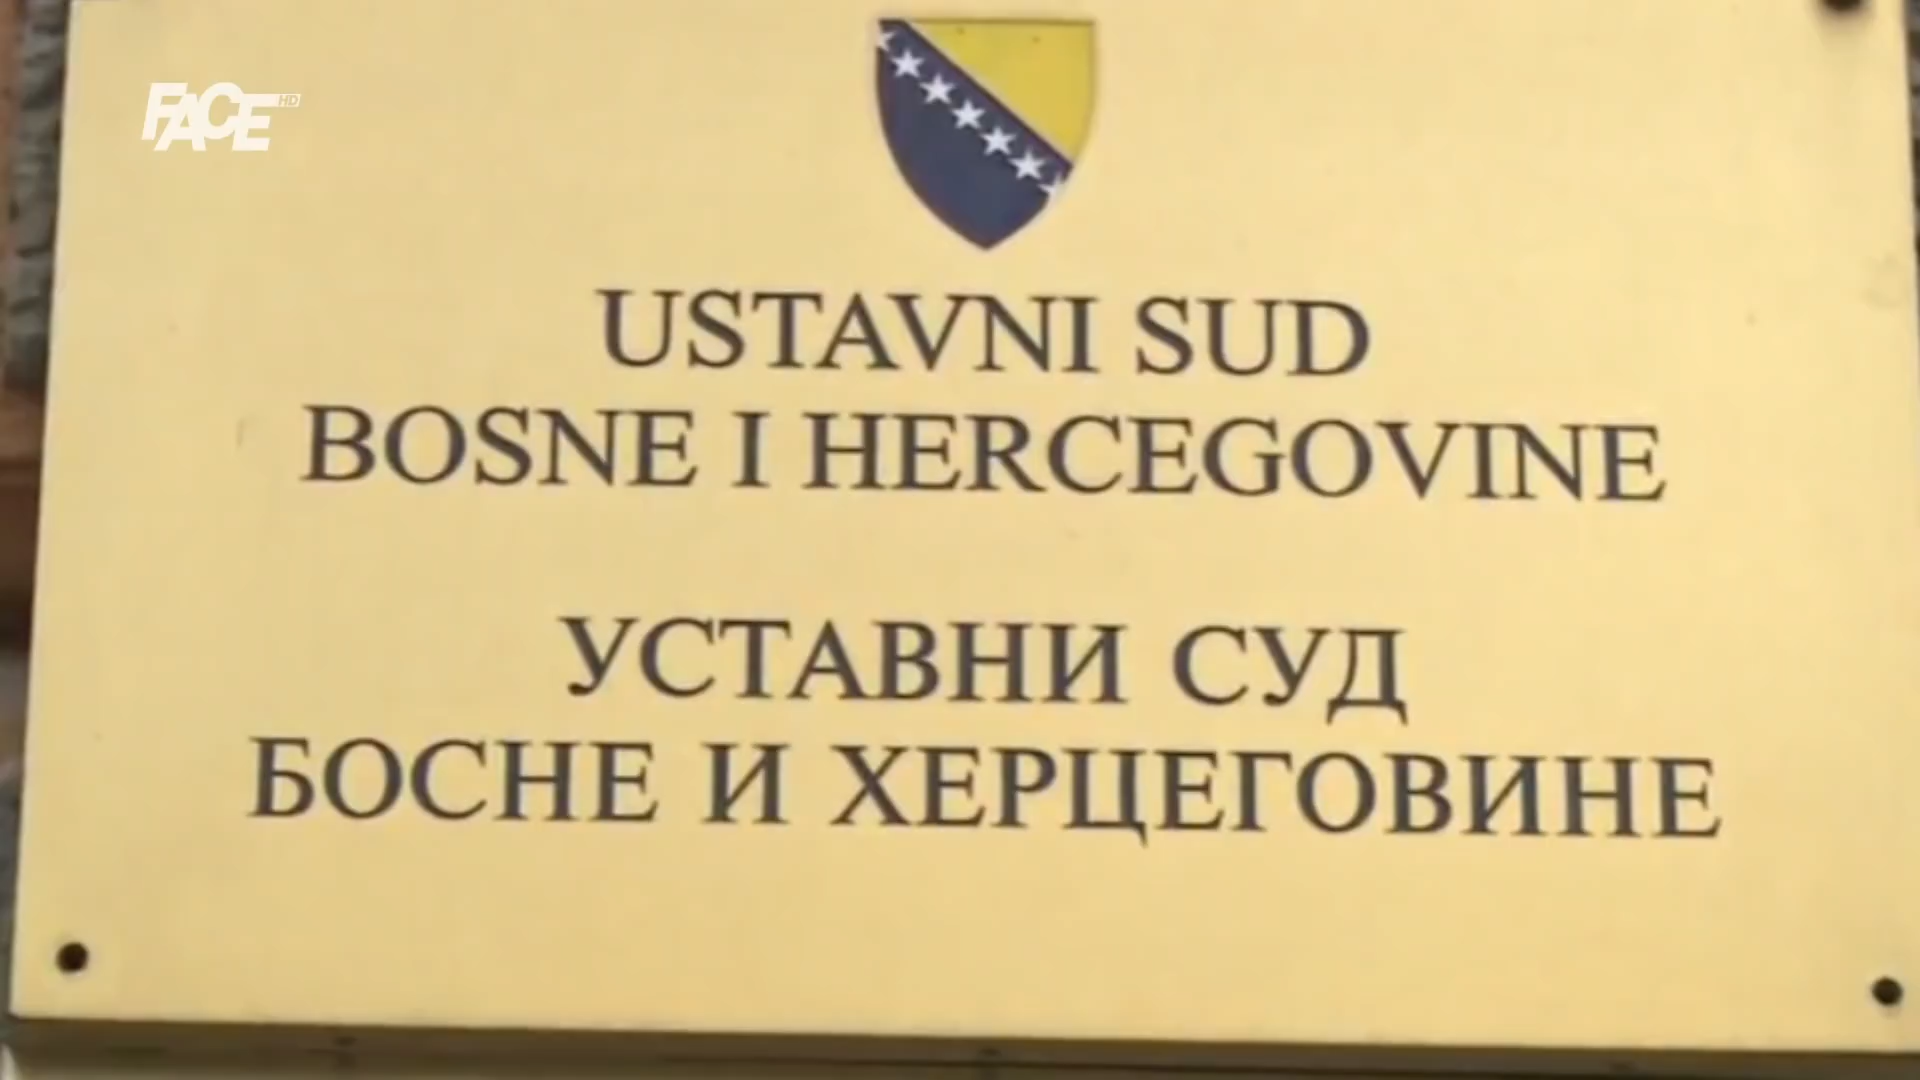 FACE HD
USTAVNI SUD
BOSNE I HERCEGOVINE
УСТАВНИ СУД
БОСНЕ И ХЕРЦЕГОВИНЕ